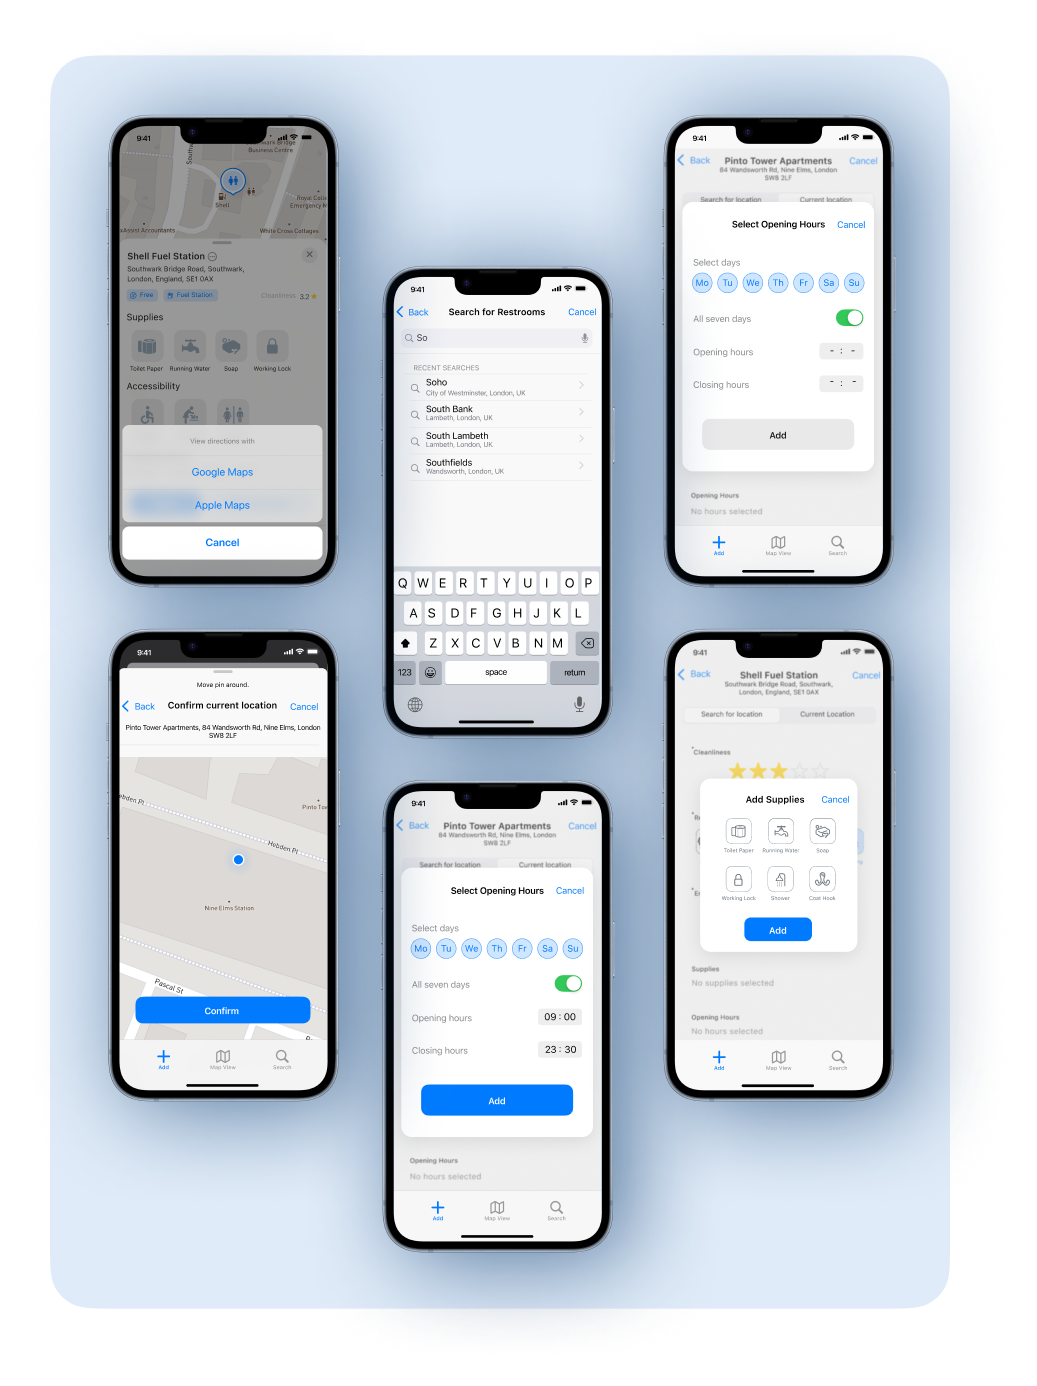 9:41
wark Bridge
Business Centre
Southw
Shell
Royal Coll
Emergency M
Assist Accountants
White Cross Cottages
Shell Fuel Station
Southwark Bridge Road, Southwark,
London, England, SE1 0AX
Free
Fuel Station
Cleanliness 3.2
Supplies
Toilet Paper
Running Water
Soap
Working Lock
Accessibility
View directions with
Google Maps
Apple Maps
Cancel
9:41
Back
Search for Restrooms
Cancel
So
RECENT SEARCHES
Soho
City of Westminster, London, UK
South Bank
Lambeth, London, UK
South Lambeth
Lambeth, London, UK
Southfields
Wandsworth, London, UK
Q W E R T Y U I O P
A S D F G H J K L
Z X C V B N M
123
space
return
9:41
Back
Pinto Tower Apartments
Cancel
84 Wandsworth Rd, Nine Elms, London
SW8 2LF
Search for location
Current location
Select Opening Hours
Cancel
Select days
Mo Tu We Th Fr Sa Su
All seven days
Opening hours
- : -
Closing hours
- : -
Add
Opening Hours
No hours selected
Add
Map View
Search
9:41
Move pin around.
Back
Confirm current location
Cancel
Pinto Tower Apartments, 84 Wandsworth Rd, Nine Elms, London
SW8 2LF
ebden Pl
Pinto Tow
Hebden Pl
Nine Elms Station
Pascal St
Confirm
Add
Map View
Search
9:41
Back
Pinto Tower Apartments
Cancel
84 Wandsworth Rd, Nine Elms, London
SW8 2LF
Search for location
Current location
Select Opening Hours
Cancel
Select days
Mo Tu We Th Fr Sa Su
All seven days
Opening hours
09 : 00
Closing hours
23 : 30
Add
Opening Hours
No hours selected
Add
Map View
Search
9:41
Back
Shell Fuel Station
Cancel
Southwark Bridge Road, Southwark,
London, England, SE1 0AX
Search for location
Current Location
*Cleanliness
Add Supplies
Cancel
Toilet Paper
Running Water
Soap
Working Lock
Shower
Coat Hook
Add
Supplies
No supplies selected
Opening Hours
No hours selected
Add
Map View
Search